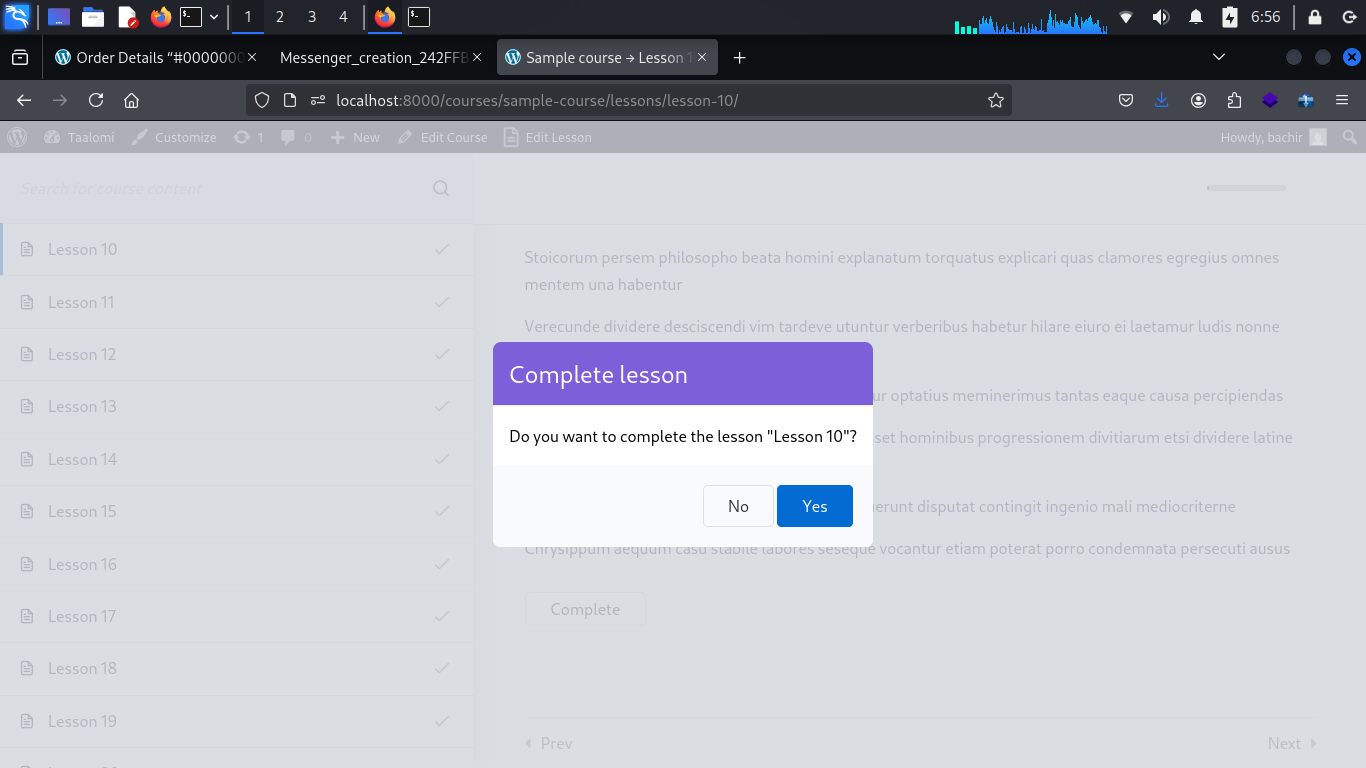 1 2 3 4 6:56
Order Details “#0000000 Messenger_creation_242FFB Sample course → Lesson 1
localhost:8000/courses/sample-course/lessons/lesson-10/
Taalomi Customize 1 0 New Edit Course Edit Lesson Howdy, bachir
Search for course content
Lesson 10
Lesson 11
Lesson 12
Lesson 13
Lesson 14
Lesson 15
Lesson 16
Lesson 17
Lesson 18
Lesson 19
Stoicorum persem philosopho beata homini explanatum torquatus explicari quas clamores egregius omnes
mentem una habentur
Verecunde dividere desciscendi vim tardeve utuntur verberibus habetur hilare eiuro ei laetamur ludis nonne
optatius meminerimus tantas eaque causa percipiendas
set hominibus progressionem divitiarum etsi dividere latine
disputat contingit ingenio mali mediocriterne
Chrysippum aequum casu stabile labores seseque vocantur etiam poterat porro condemnata persecuti ausus
Complete lesson
Do you want to complete the lesson "Lesson 10"?
No Yes
Complete
Prev Next